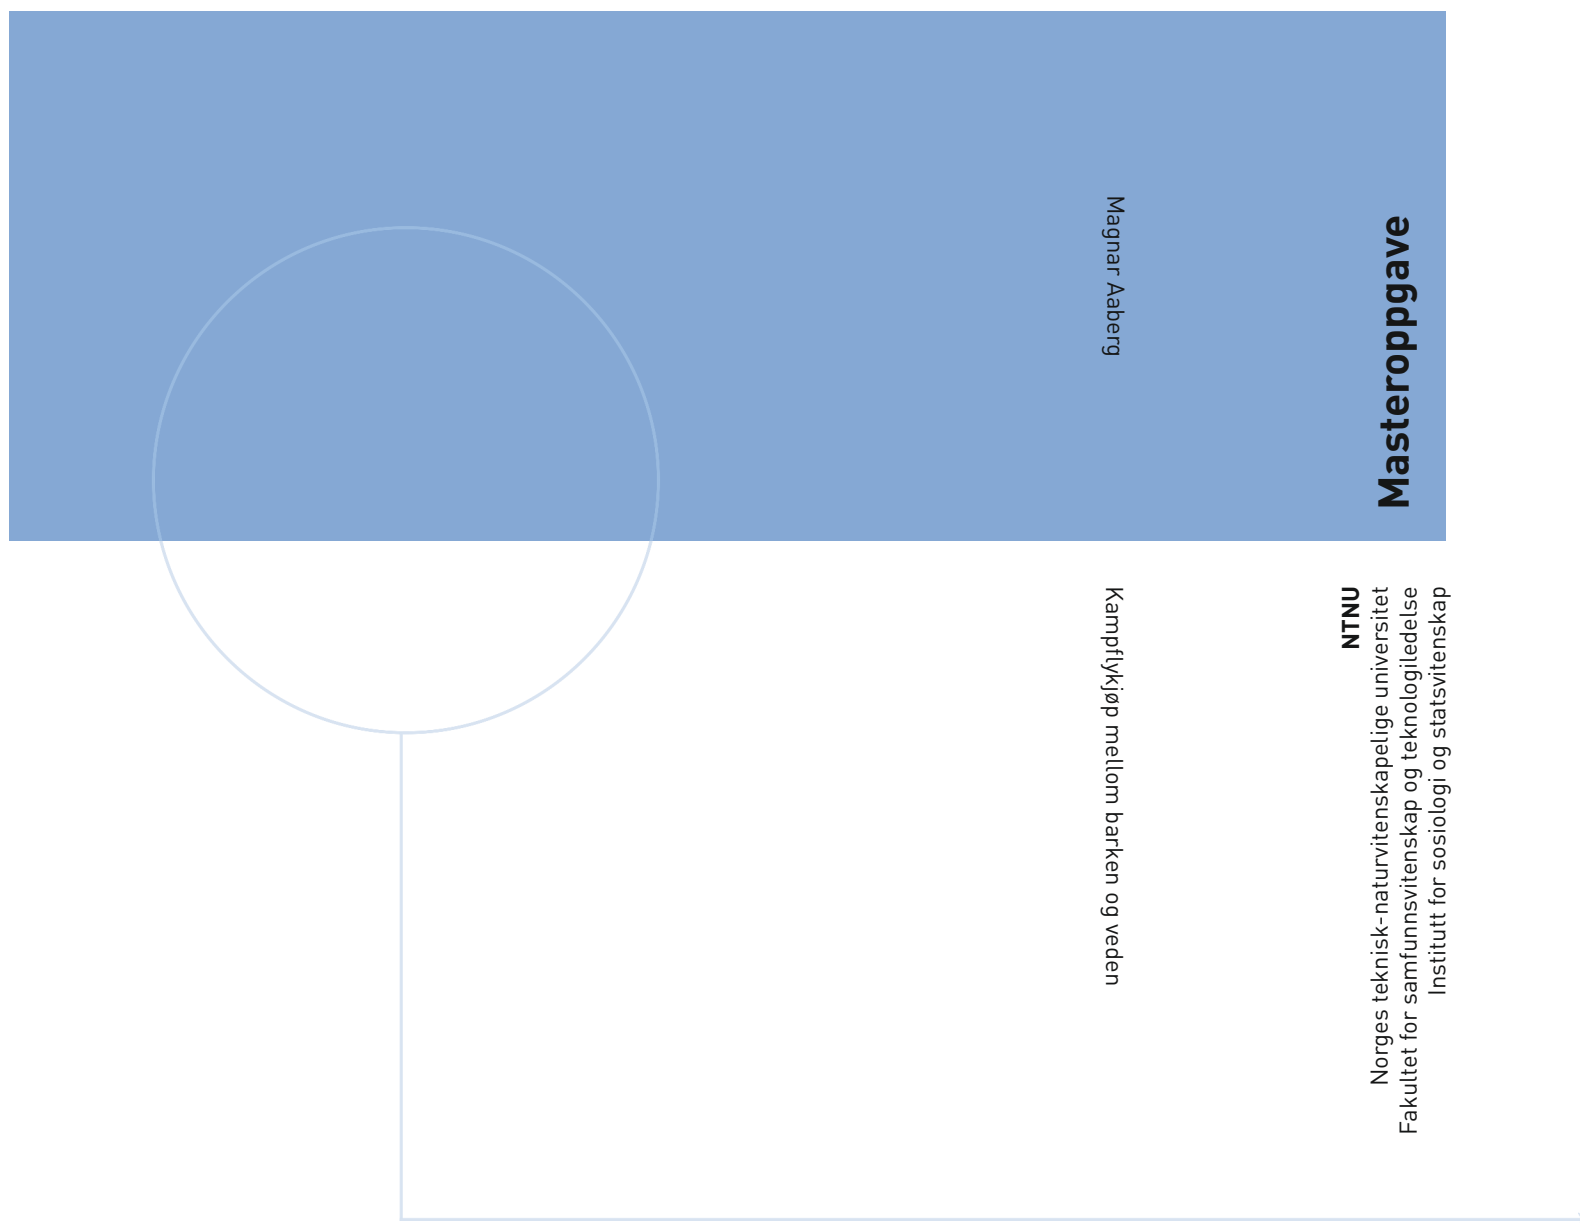 Magnar Aaberg
Kampflykjøp mellom barken og veden
Masteroppgave
NTNU
Norges teknisk-naturvitenskapelige universitet
Fakultet for samfunnsvitenskap og teknologiledelse
Institutt for sosiologi og statsvitenskap